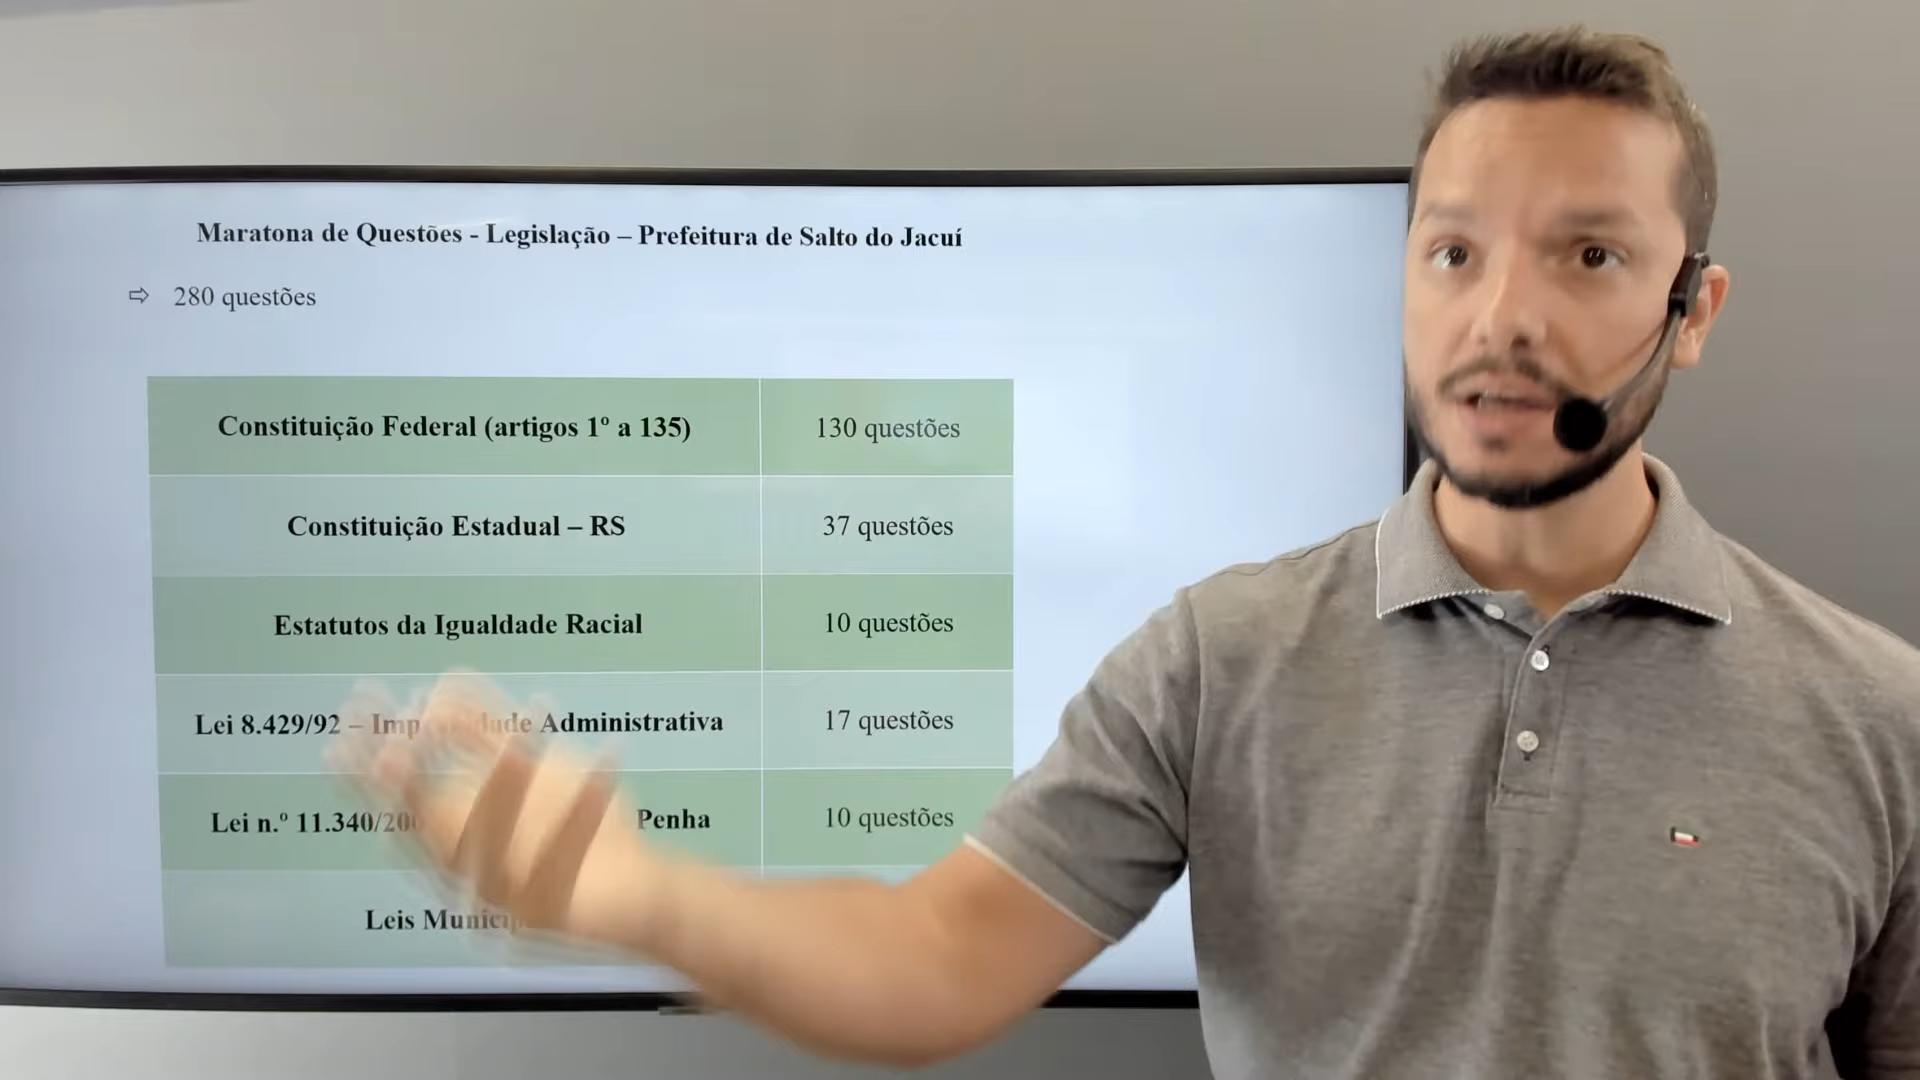 Maratona de Questões - Legislação – Prefeitura de Salto do Jacuí
⇨ 280 questões
Constituição Federal (artigos 1º a 135) 130 questões
Constituição Estadual – RS 37 questões
Estatutos da Igualdade Racial 10 questões
Lei 8.429/92 – Administrativa 17 questões
Lei n.º 11.340/ Penha 10 questões
Leis